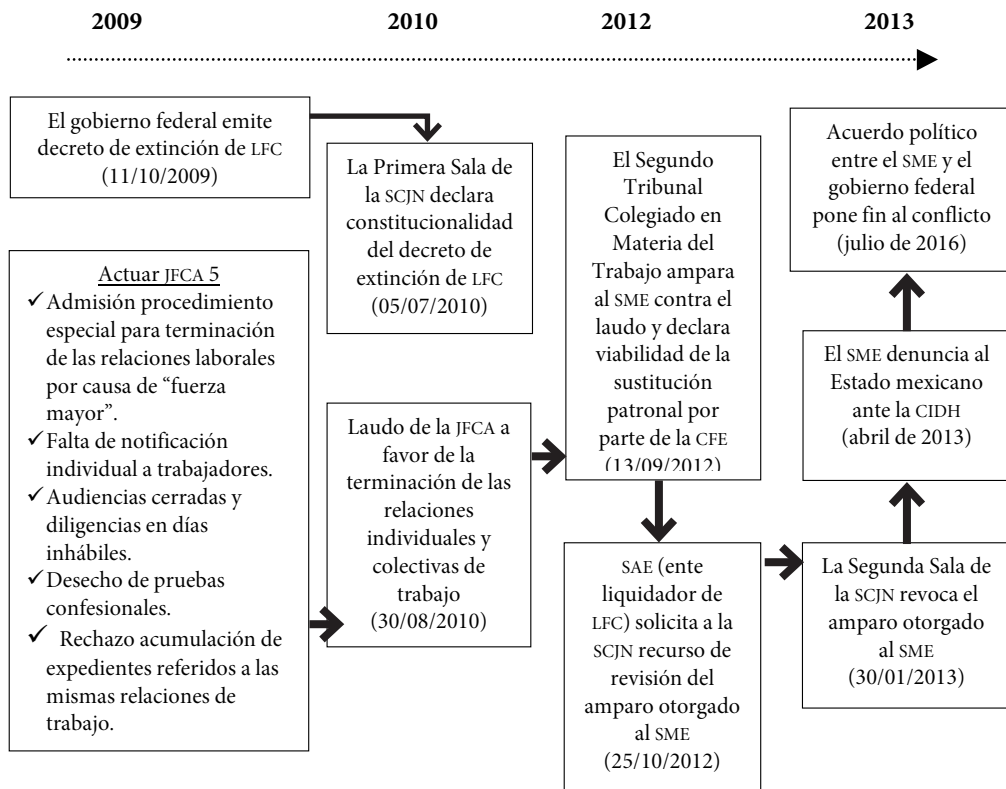 2009
2010
2012
2013
El gobierno federal emite
decreto de extinción de LFC
(11/10/2009)
Actuar JFCA 5
✓ Admisión procedimiento
especial para terminación
de las relaciones laborales
por causa de “fuerza
mayor”.
✓ Falta de notificación
individual a trabajadores.
✓ Audiencias cerradas y
diligencias en días
inhábiles.
✓ Desecho de pruebas
confesionales.
✓ Rechazo acumulación de
expedientes referidos a las
mismas relaciones de
trabajo.
La Primera Sala de
la SCJN declara
constitucionalidad
del decreto de
extinción de LFC
(05/07/2010)
Laudo de la JFCA a
favor de la
terminación de las
relaciones
individuales y
colectivas de
trabajo
(30/08/2010)
El Segundo
Tribunal
Colegiado en
Materia del
Trabajo ampara
al SME contra el
laudo y declara
viabilidad de la
sustitución
patronal por
parte de la CFE
(13/09/2012)
SAE (ente
liquidador de
LFC) solicita a la
SCJN recurso de
revisión del
amparo otorgado
al SME
(25/10/2012)
La Segunda Sala de
la SCJN revoca el
amparo otorgado
al SME
(30/01/2013)
El SME denuncia al
Estado mexicano
ante la CIDH
(abril de 2013)
Acuerdo político
entre el SME y el
gobierno federal
pone fin al conflicto
(julio de 2016)